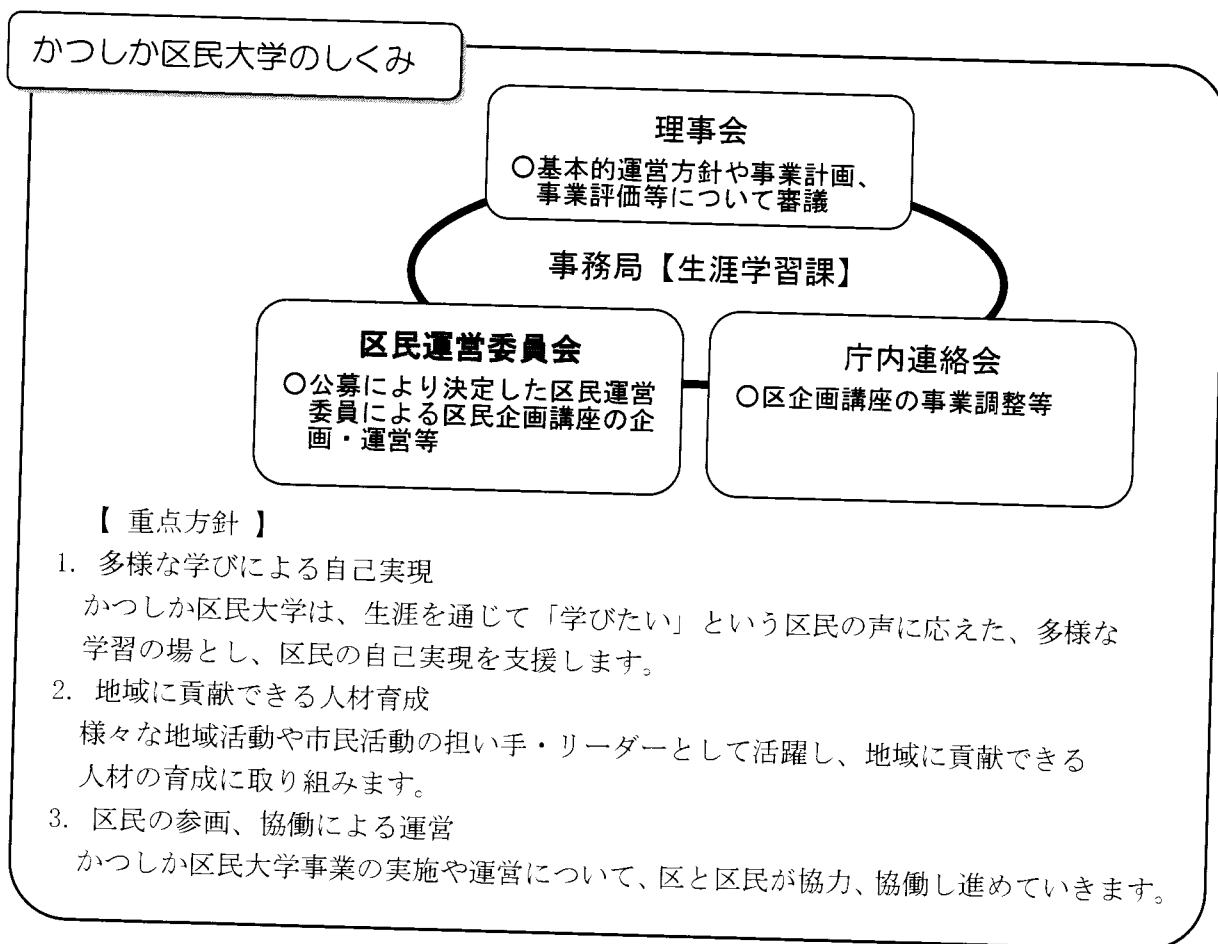 かつしか区民大学のしくみ
理事会
○基本的運営方針や事業計画、
事業評価等について審議
事務局【生涯学習課】
区民運営委員会
○公募により決定した区民運営
委員による区民企画講座の企
画・運営等
庁内連絡会
○区企画講座の事業調整等
【 重点方針 】
1. 多様な学びによる自己実現
かつしか区民大学は、生涯を通じて「学びたい」という区民の声に応えた、多様な
学習の場とし、区民の自己実現を支援します。
2. 地域に貢献できる人材育成
様々な地域活動や市民活動の担い手・リーダーとして活躍し、地域に貢献できる
人材の育成に取り組みます。
3. 区民の参画、協働による運営
かつしか区民大学事業の実施や運営について、区と区民が協力、協働し進めていきます。